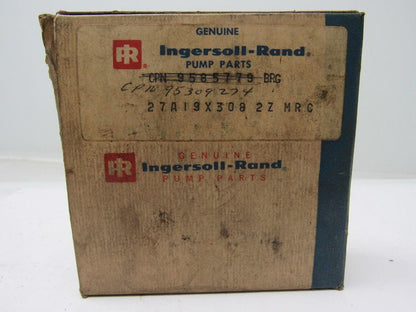 GENUINE
IR Ingersoll-Rand®
PUMP PARTS
CPN 9585779 BRG
CPN 95309274
27A19X308 2Z MRC
GENUINE
IR Ingersoll-Rand®
PUMP PARTS